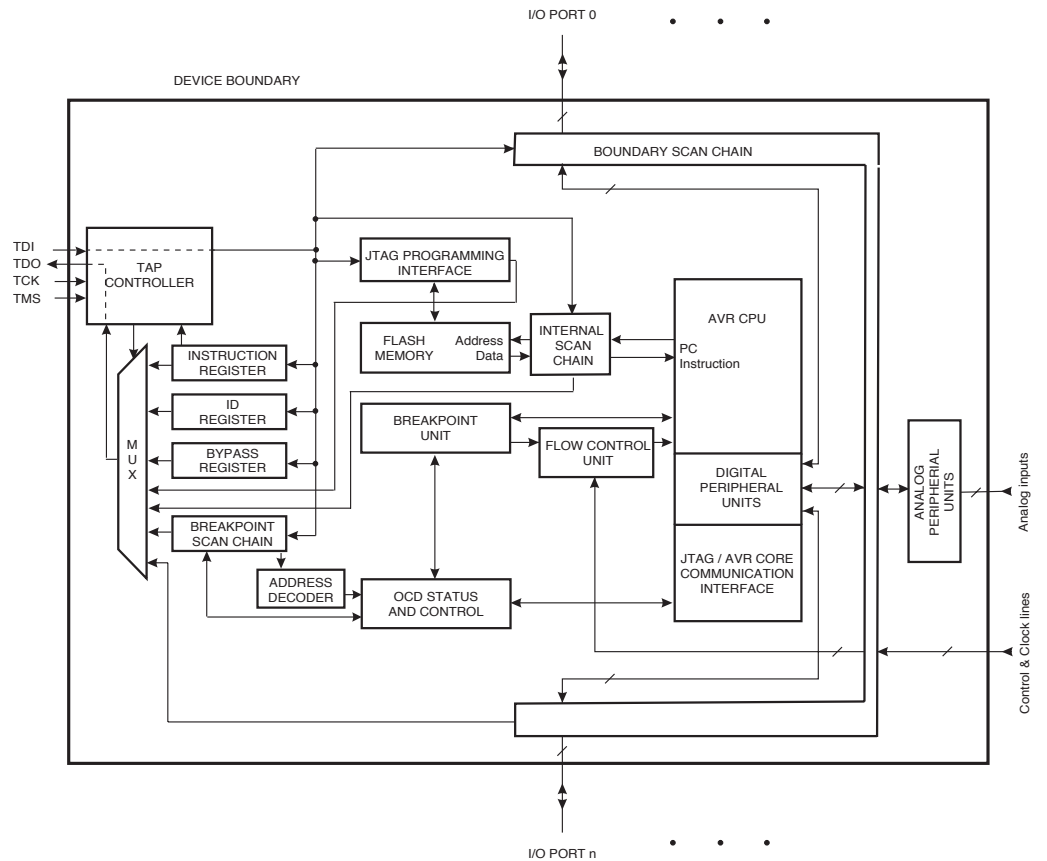 I/O PORT 0
DEVICE BOUNDARY
BOUNDARY SCAN CHAIN
TDI
TDO
TCK
TMS
TAP
CONTROLLER
JTAG PROGRAMMING
INTERFACE
AVR CPU
FLASH
MEMORY
Address
Data
INTERNAL
SCAN
CHAIN
PC
Instruction
INSTRUCTION
REGISTER
ID
REGISTER
BYPASS
REGISTER
M
U
X
BREAKPOINT
UNIT
FLOW CONTROL
UNIT
DIGITAL
PERIPHERAL
UNITS
ANALOG
PERIPHERIAL
UNITS
Analog inputs
BREAKPOINT
SCAN CHAIN
ADDRESS
DECODER
OCD STATUS
AND CONTROL
JTAG / AVR CORE
COMMUNICATION
INTERFACE
Control & Clock lines
I/O PORT n